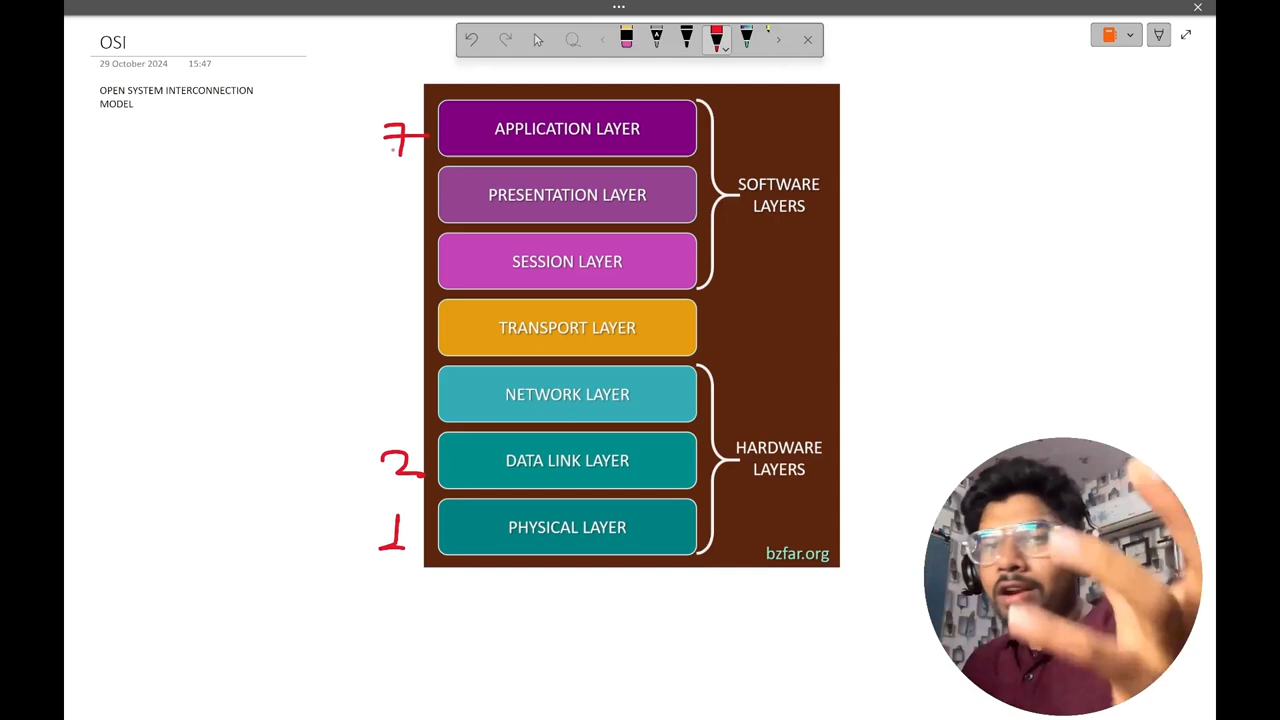 OSI
29 October 2024 15:47
OPEN SYSTEM INTERCONNECTION
MODEL
7
APPLICATION LAYER
PRESENTATION LAYER
SESSION LAYER
SOFTWARE
LAYERS
TRANSPORT LAYER
NETWORK LAYER
2
DATA LINK LAYER
1
PHYSICAL LAYER
HARDWARE
LAYERS
bzfar.org